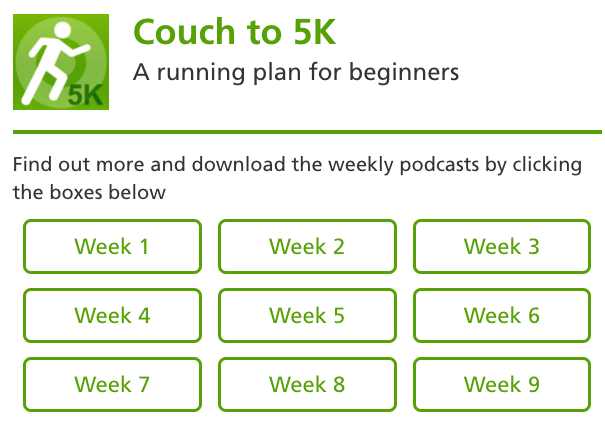 5K
Couch to 5K
A running plan for beginners
Find out more and download the weekly podcasts by clicking
the boxes below
Week 1
Week 2
Week 3
Week 4
Week 5
Week 6
Week 7
Week 8
Week 9